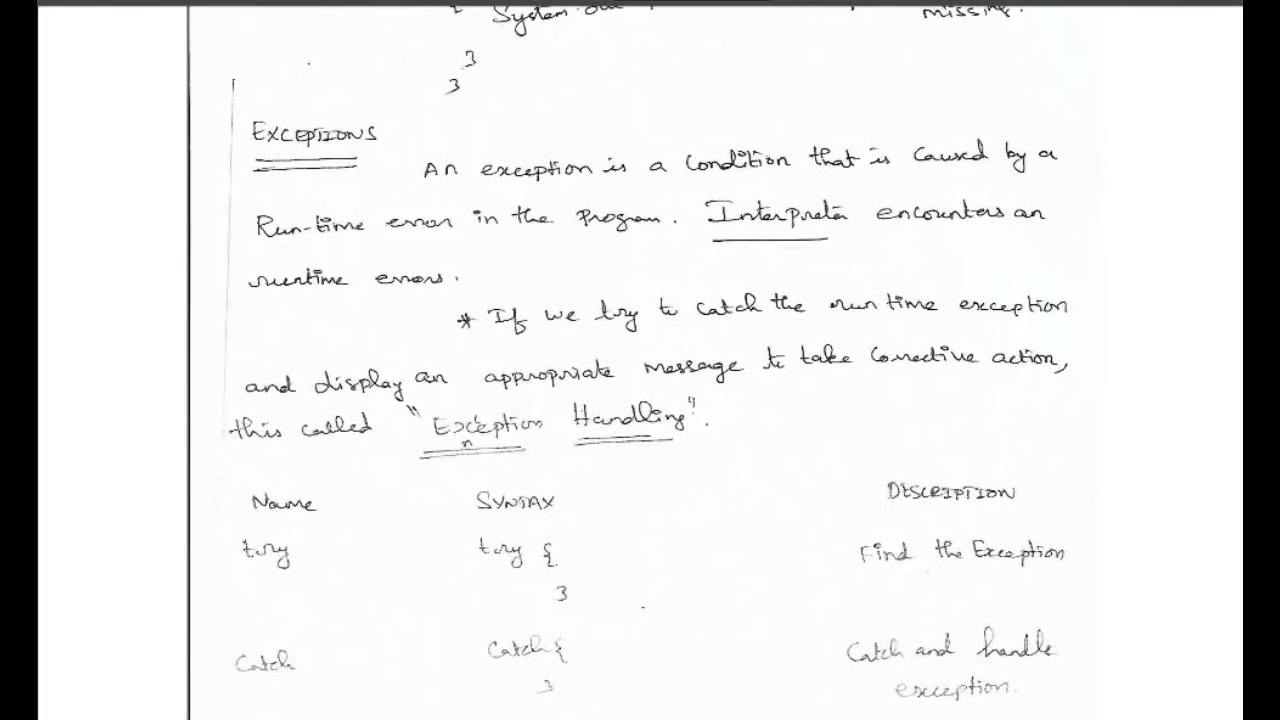 { System.out missing.
}
}
EXCEPTIONS
An exception is a Condition that is Caused by a
Run-time error in the Program. Interpreter encounters an
runtime errors.
* If we try to catch the run time exception
and display an appropriate message to take Corrective action,
this called "Exception Handling".
Name SYNTAX DESCRIPTION
try try { Find the Exception
}
Catch Catch { Catch and handle
} exception.